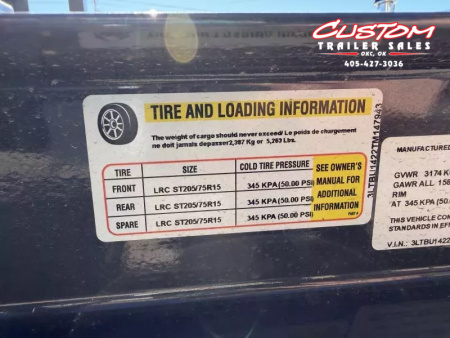 CUSTOM
TRAILER SALES
OKC, OK
405-427-3036
TIRE AND LOADING INFORMATION
The weight of cargo should never exceed/ Le poids de chargement
ne doit jamais depasser/2,387 Kg or 5,263 Lbs.
TIRE SIZE COLD TIRE PRESSURE
FRONT LRC ST205/75R15 345 KPA(50.00 PSI)
REAR LRC ST205/75R15 345 KPA(50.00 PSI)
SPARE LRC ST205/75R15 345 KPA(50.00 PSI)
SEE OWNER'S
MANUFAL FOR
ADDITIONAL
INFORMATION
MANUFACTURED
GVWR 3174 K
GAWR ALL 158
RIM
AT 345 KPA(50.
THIS VEHICLE CON
STANDARDS IN EFF
V.I.N.: 3LTBU1422